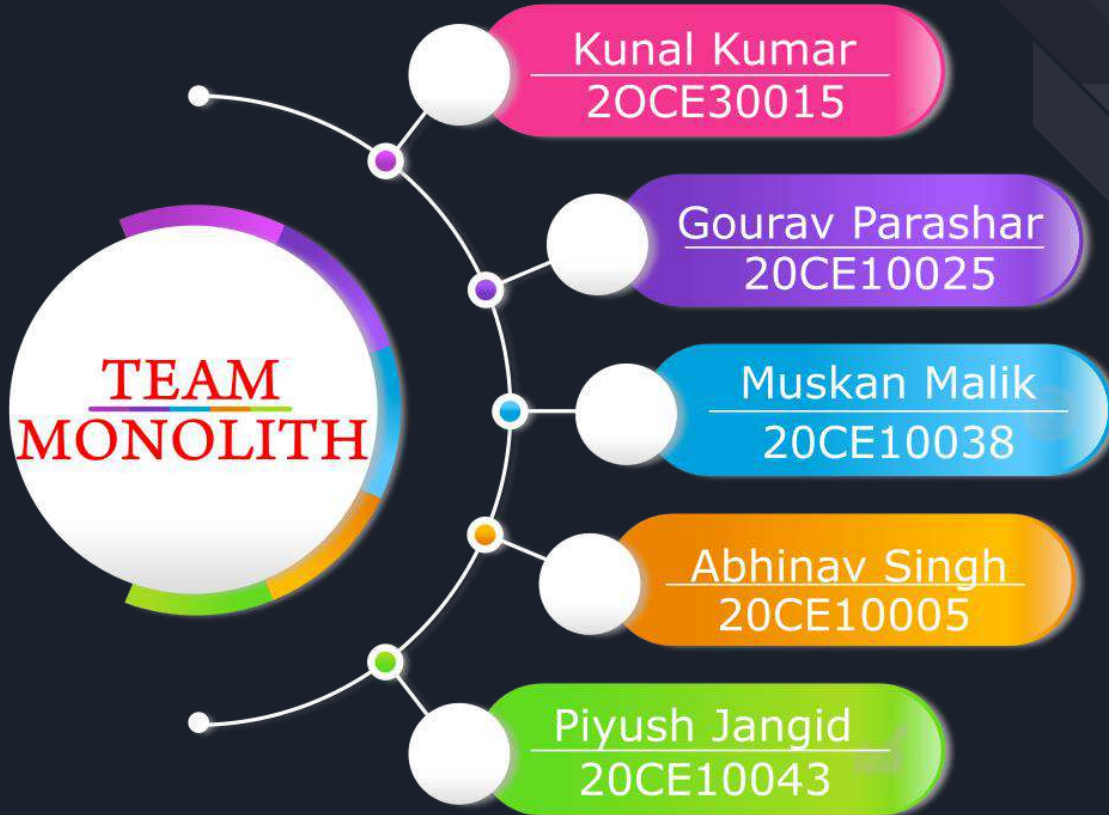 TEAM
MONOLITH
Kunal Kumar
2OCE30015
Gourav Parashar
20CE10025
Muskan Malik
20CE10038
Abhinav Singh
20CE10005
Piyush Jangid
20CE10043